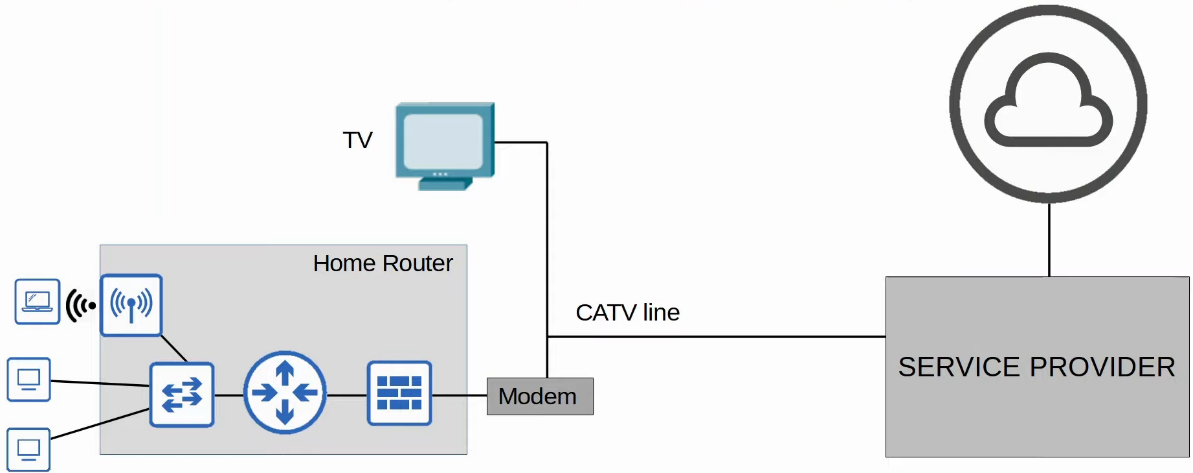 TV
Home Router
CATV line
SERVICE PROVIDER
Modem